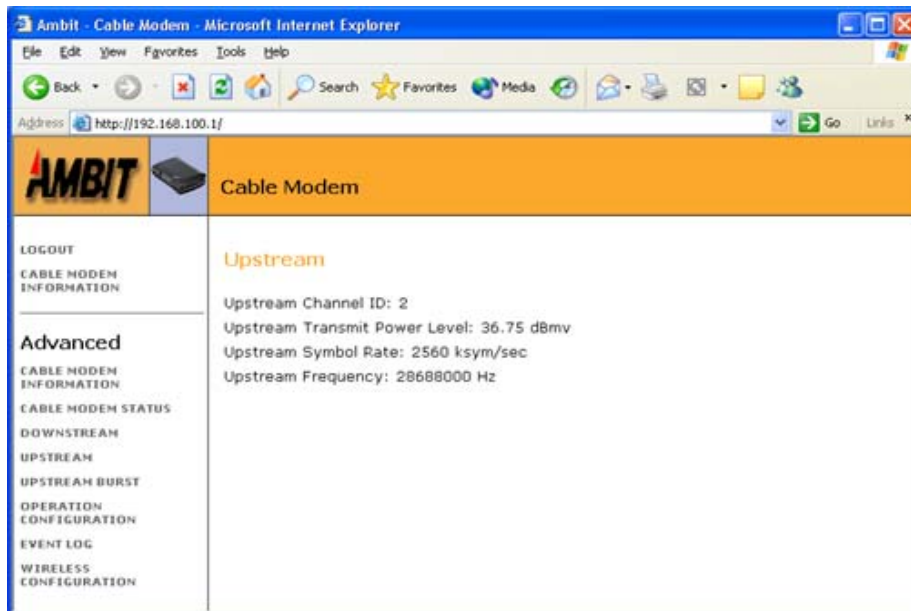 Ambit - Cable Modem - Microsoft Internet Explorer
File Edit View Favorites Tools Help
Back Search Favorites Media
Address http://192.168.100.1/ Go Links »
AMBIT
Cable Modem
LOGOUT
CABLE MODEM
INFORMATION
Advanced
CABLE MODEM
INFORMATION
CABLE MODEM STATUS
DOWNSTREAM
UPSTREAM
UPSTREAM BURST
OPERATION
CONFIGURATION
EVENT LOG
WIRELESS
CONFIGURATION
Upstream
Upstream Channel ID: 2
Upstream Transmit Power Level: 36.75 dBmv
Upstream Symbol Rate: 2560 ksym/sec
Upstream Frequency: 28688000 Hz